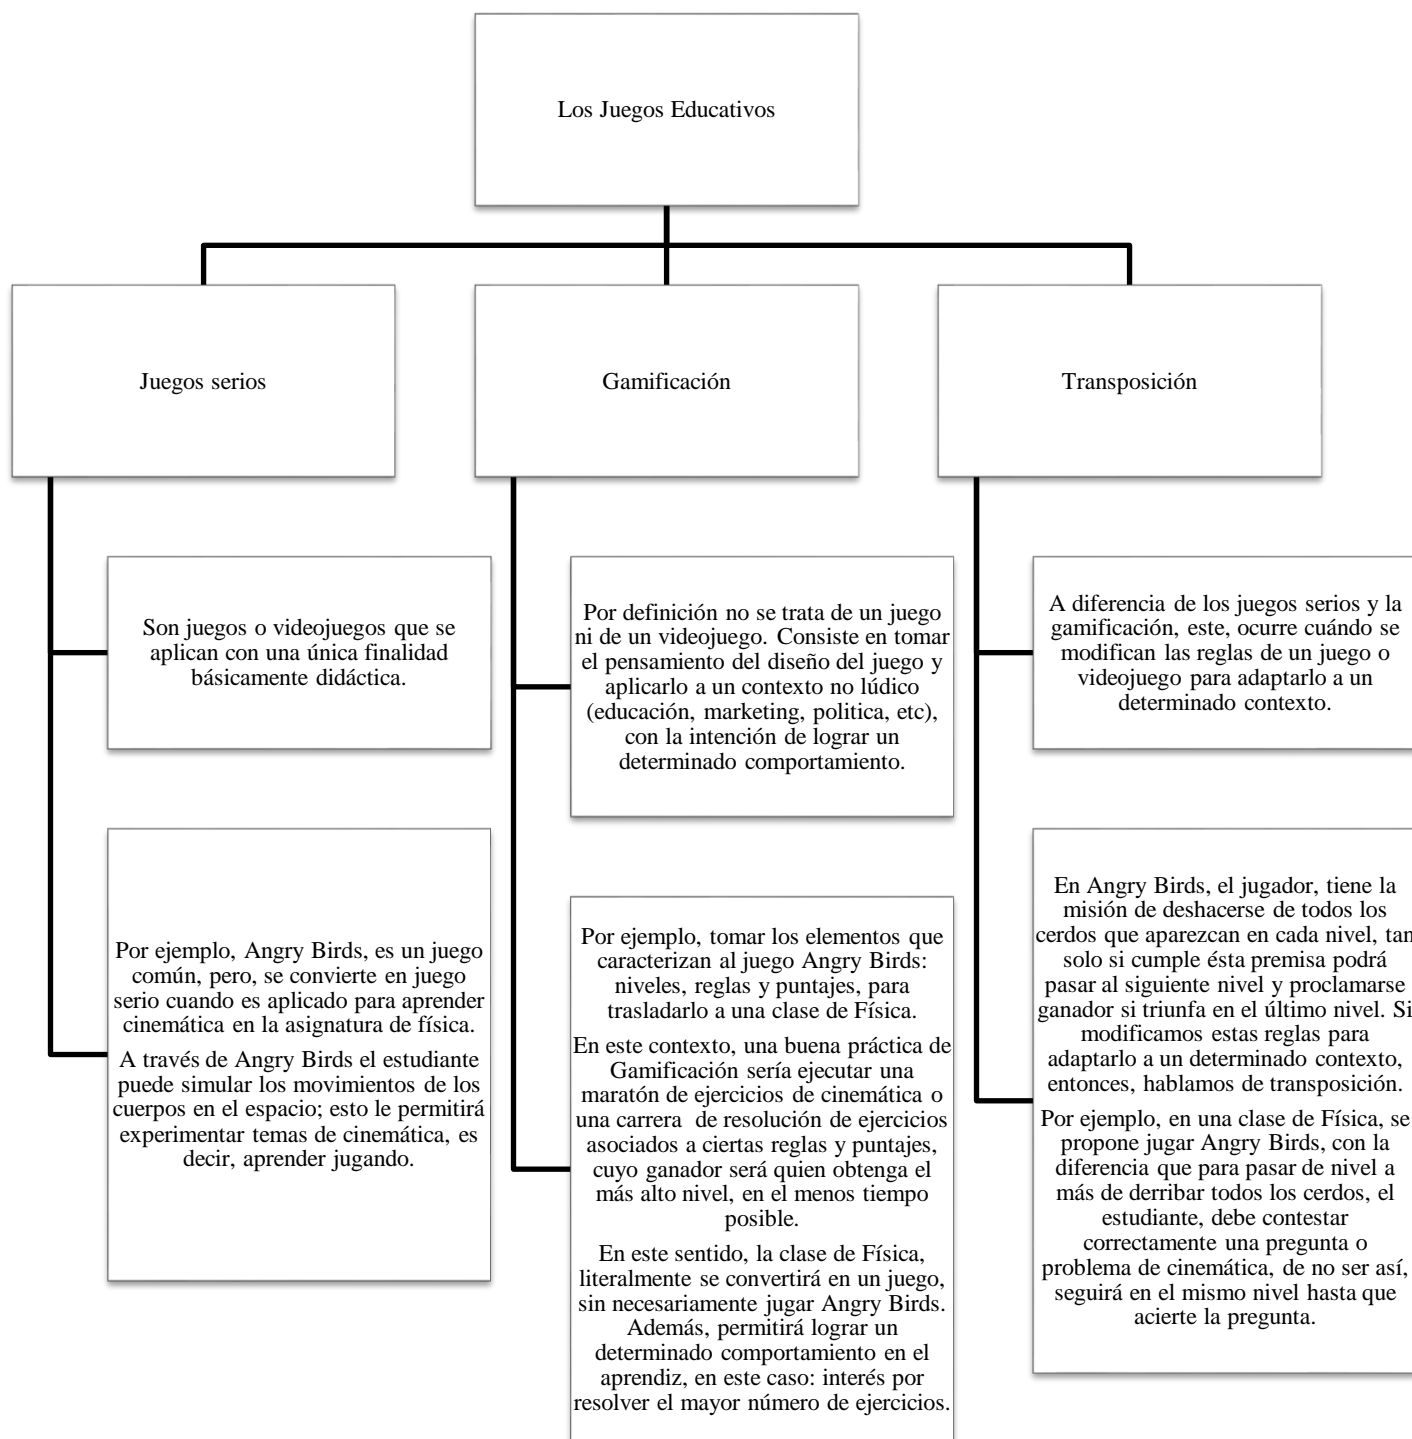 Los Juegos Educativos
Juegos serios
Gamificación
Transposición
Son juegos o videojuegos que se
aplican con una única finalidad
básicamente didáctica.
Por ejemplo, Angry Birds, es un juego
común, pero, se convierte en juego
serio cuando es aplicado para aprender
cinemática en la asignatura de física.
A través de Angry Birds el estudiante
puede simular los movimientos de los
cuerpos en el espacio; esto le permitirá
experimentar temas de cinemática, es
decir, aprender jugando.
Por definición no se trata de un juego
ni de un videojuego. Consiste en tomar
el pensamiento del diseño del juego y
aplicarlo a un contexto no lúdico
(educación, marketing, politica, etc),
con la intención de lograr un
determinado comportamiento.
Por ejemplo, tomar los elementos que
caracterizan al juego Angry Birds:
niveles, reglas y puntajes, para
trasladarlo a una clase de Física.
En este contexto, una buena práctica de
Gamificación sería ejecutar una
maratón de ejercicios de cinemática o
una carrera de resolución de ejercicios
asociados a ciertas reglas y puntajes,
cuyo ganador será quien obtenga el
más alto nivel, en el menos tiempo
posible.
En este sentido, la clase de Física,
literalmente se convertirá en un juego,
sin necesariamente jugar Angry Birds.
Además, permitirá lograr un
determinado comportamiento en el
aprendiz, en este caso: interés por
resolver el mayor número de ejercicios.
A diferencia de los juegos serios y la
gamificación, este, ocurre cuándo se
modifican las reglas de un juego o
videojuego para adaptarlo a un
determinado contexto.
En Angry Birds, el jugador, tiene la
misión de deshacerse de todos los
cerdos que aparezcan en cada nivel, tan
solo si cumple ésta premisa podrá
pasar al siguiente nivel y proclamarse
ganador si triunfa en el último nivel. Si
modificamos estas reglas para
adaptarlo a un determinado contexto,
entonces, hablamos de transposición.
Por ejemplo, en una clase de Física, se
propone jugar Angry Birds, con la
diferencia que para pasar de nivel a
más de derribar todos los cerdos, el
estudiante, debe contestar
correctamente una pregunta o
problema de cinemática, de no ser así,
seguirá en el mismo nivel hasta que
acierte la pregunta.